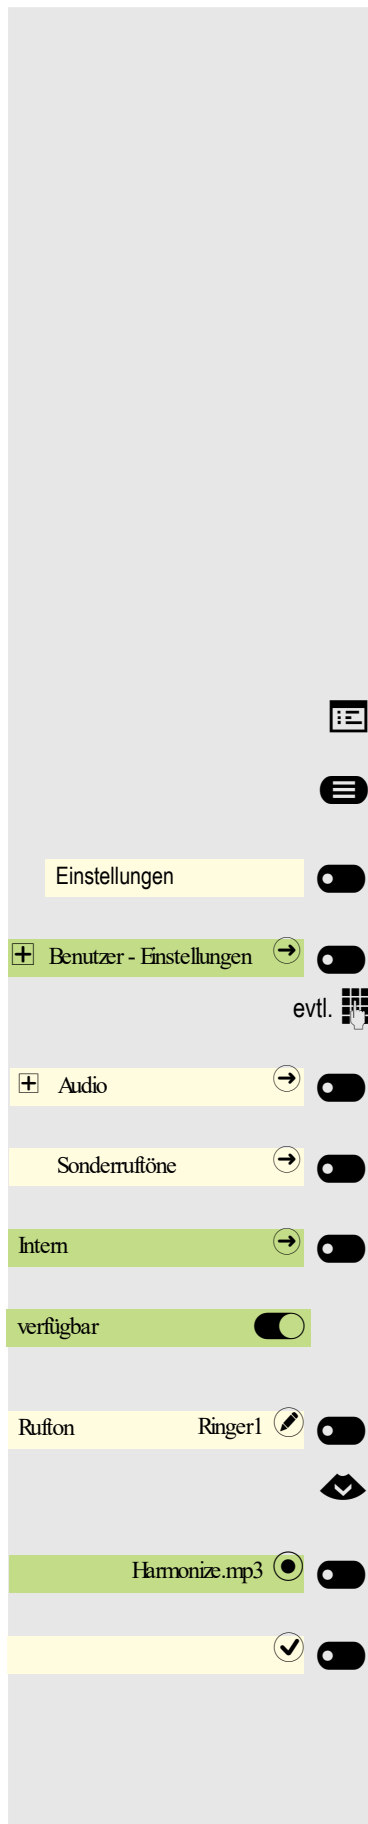 Einstellungen
Benutzer - Einstellungen
evtl.
Audio
Sonderruftöne
Intern
verfügbar
Rufton Ringer1
Harmonize.mp3